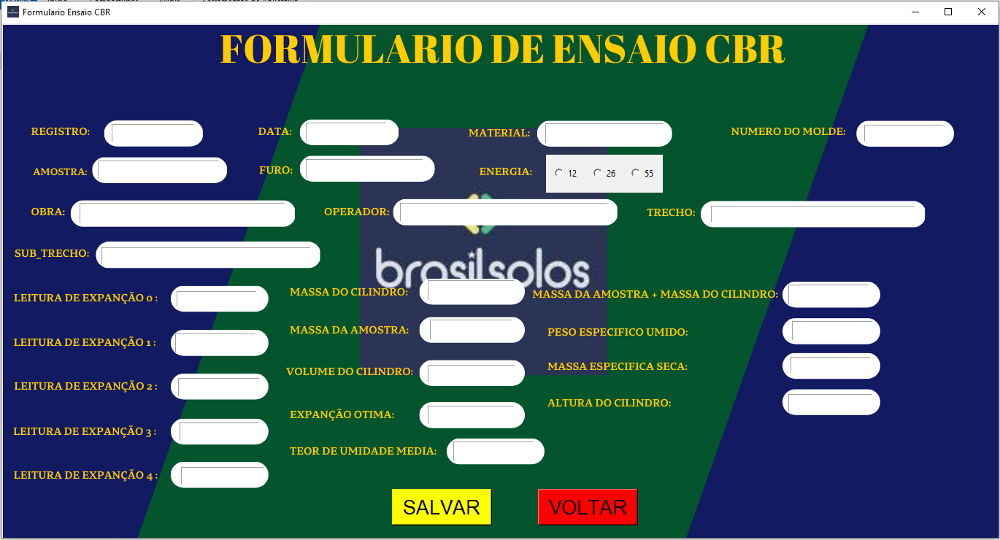 Formulario Ensaio CBR
FORMULARIO DE ENSAIO CBR
REGISTRO: DATA: MATERIAL: NUMERO DO MOLDE:
AMOSTRA: FURO: ENERGIA: 12 26 55
OBRA: OPERADOR: TRECHO:
SUB_TRECHO:
brasilsolos
LEITURA DE EXPANÇÃO 0 : MASSA DO CILINDRO: MASSA DA AMOSTRA + MASSA DO CILINDRO:
LEITURA DE EXPANÇÃO 1 : MASSA DA AMOSTRA: PESO ESPECIFICO UMIDO:
LEITURA DE EXPANÇÃO 2 : VOLUME DO CILINDRO: MASSA ESPECIFICA SECA:
LEITURA DE EXPANÇÃO 3 : EXPANÇÃO OTIMA: ALTURA DO CILINDRO:
LEITURA DE EXPANÇÃO 4 : TEOR DE UMIDADE MEDIA:
SALVAR VOLTAR